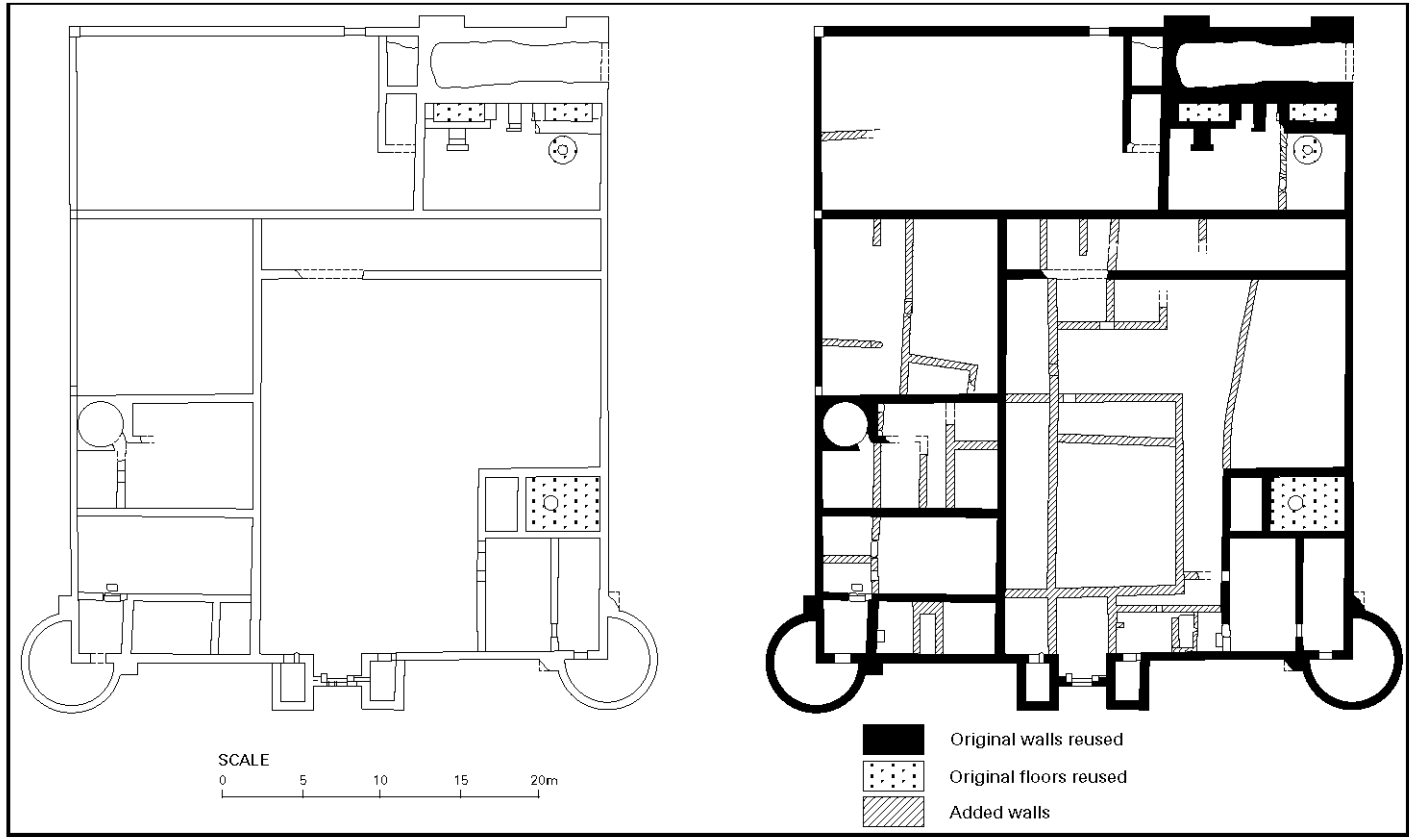 SCALE
0 5 10 15 20m
Original walls reused
Original floors reused
Added walls